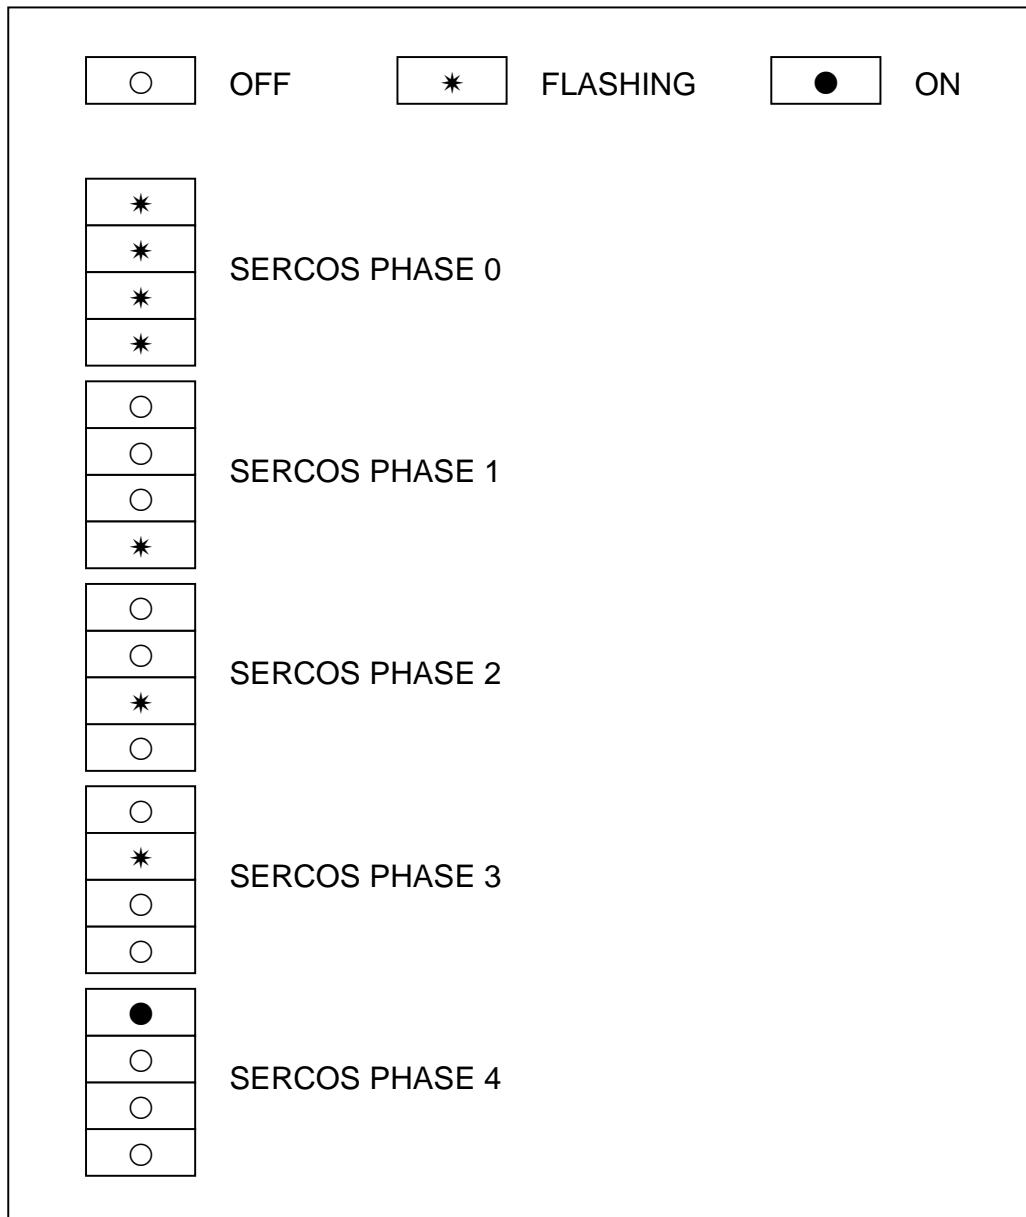 OFF FLASHING ON
SERCOS PHASE 0
SERCOS PHASE 1
SERCOS PHASE 2
SERCOS PHASE 3
SERCOS PHASE 4